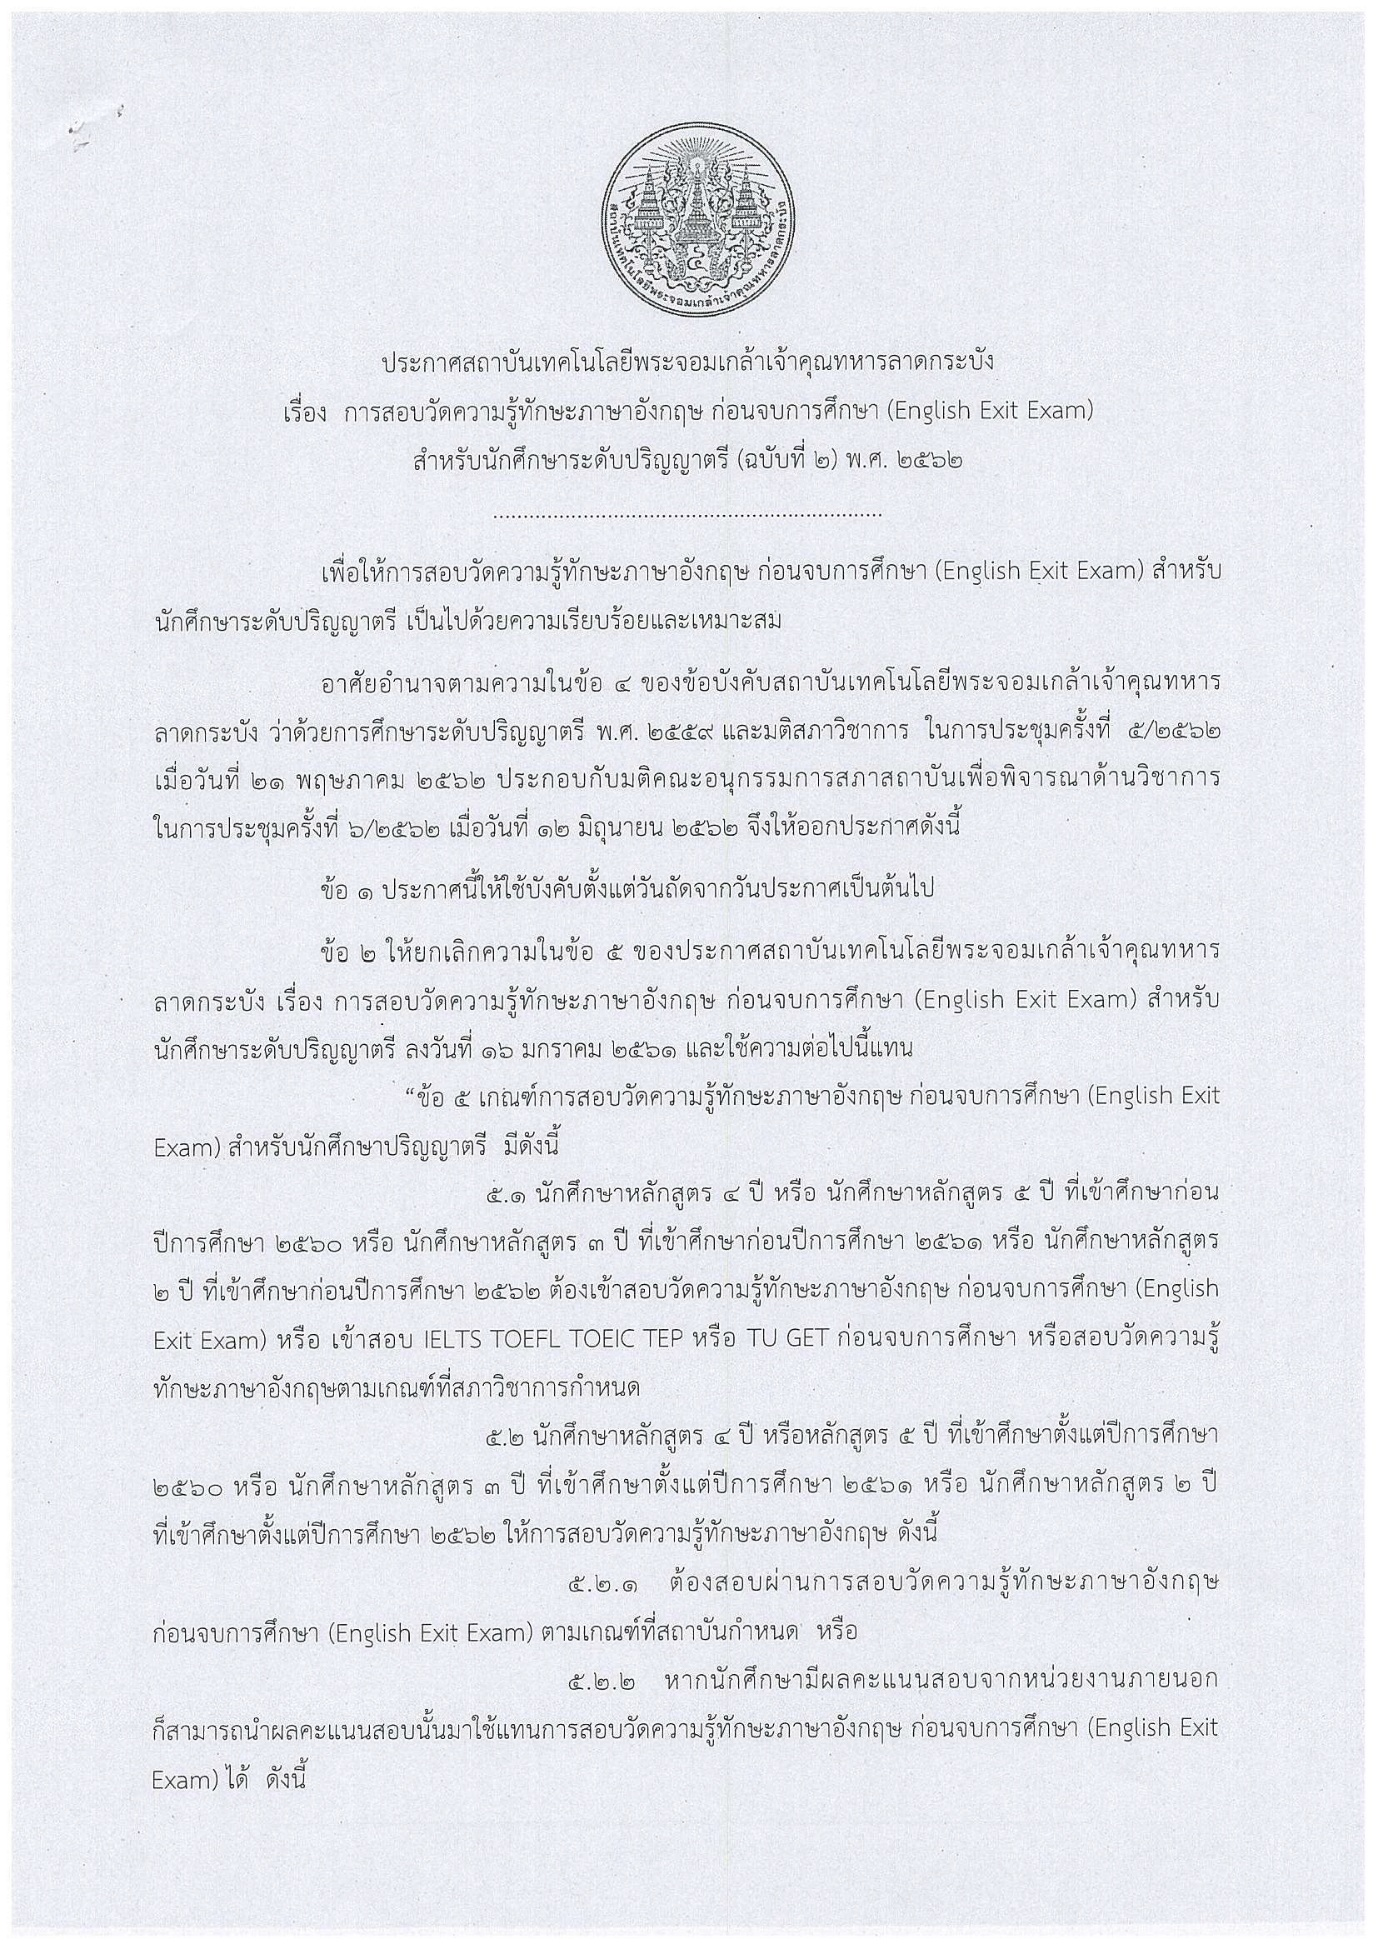 สถาบันเทคโนโลยีพระจอมเกล้าเจ้าคุณทหารลาดกระบัง
ประกาศสถาบันเทคโนโลยีพระจอมเกล้าเจ้าคุณทหารลาดกระบัง
เรื่อง การสอบวัดความรู้ทักษะภาษาอังกฤษ ก่อนจบการศึกษา (English Exit Exam)
สำหรับนักศึกษาระดับปริญญาตรี (ฉบับที่ ๒) พ.ศ. ๒๕๖๒
.................................................................
เพื่อให้การสอบวัดความรู้ทักษะภาษาอังกฤษ ก่อนจบการศึกษา (English Exit Exam) สำหรับ
นักศึกษาระดับปริญญาตรี เป็นไปด้วยความเรียบร้อยและเหมาะสม
อาศัยอำนาจตามความในข้อ ๔ ของข้อบังคับสถาบันเทคโนโลยีพระจอมเกล้าเจ้าคุณทหาร
ลาดกระบัง ว่าด้วยการศึกษาระดับปริญญาตรี พ.ศ. ๒๕๕๙ และมติสภาวิชาการ ในการประชุมครั้งที่ ๕/๒๕๖๒
เมื่อวันที่ ๒๑ พฤษภาคม ๒๕๖๒ ประกอบกับมติคณะอนุกรรมการสภาสถาบันเพื่อพิจารณาด้านวิชาการ
ในการประชุมครั้งที่ ๖/๒๕๖๒ เมื่อวันที่ ๑๒ มิถุนายน ๒๕๖๒ จึงให้ออกประกาศดังนี้
ข้อ ๑ ประกาศนี้ให้ใช้บังคับตั้งแต่วันถัดจากวันประกาศเป็นต้นไป
ข้อ ๒ ให้ยกเลิกความในข้อ ๕ ของประกาศสถาบันเทคโนโลยีพระจอมเกล้าเจ้าคุณทหาร
ลาดกระบัง เรื่อง การสอบวัดความรู้ทักษะภาษาอังกฤษ ก่อนจบการศึกษา (English Exit Exam) สำหรับ
นักศึกษาระดับปริญญาตรี ลงวันที่ ๑๖ มกราคม ๒๕๖๑ และใช้ความต่อไปนี้แทน
“ข้อ ๕ เกณฑ์การสอบวัดความรู้ทักษะภาษาอังกฤษ ก่อนจบการศึกษา (English Exit
Exam) สำหรับนักศึกษาปริญญาตรี มีดังนี้
๕.๑ นักศึกษาหลักสูตร ๔ ปี หรือ นักศึกษาหลักสูตร ๕ ปี ที่เข้าศึกษาก่อน
ปีการศึกษา ๒๕๖๐ หรือ นักศึกษาหลักสูตร ๓ ปี ที่เข้าศึกษาก่อนปีการศึกษา ๒๕๖๑ หรือ นักศึกษาหลักสูตร
๒ ปี ที่เข้าศึกษาก่อนปีการศึกษา ๒๕๖๒ ต้องเข้าสอบวัดความรู้ทักษะภาษาอังกฤษ ก่อนจบการศึกษา (English
Exit Exam) หรือ เข้าสอบ IELTS TOEFL TOEIC TEP หรือ TU GET ก่อนจบการศึกษา หรือสอบวัดความรู้
ทักษะภาษาอังกฤษตามเกณฑ์ที่สภาวิชาการกำหนด
๕.๒ นักศึกษาหลักสูตร ๔ ปี หรือหลักสูตร ๕ ปี ที่เข้าศึกษาตั้งแต่ปีการศึกษา
๒๕๖๐ หรือ นักศึกษาหลักสูตร ๓ ปี ที่เข้าศึกษาตั้งแต่ปีการศึกษา ๒๕๖๑ หรือ นักศึกษาหลักสูตร ๒ ปี
ที่เข้าศึกษาตั้งแต่ปีการศึกษา ๒๕๖๒ ให้การสอบวัดความรู้ทักษะภาษาอังกฤษ ดังนี้
๕.๒.๑ ต้องสอบผ่านการสอบวัดความรู้ทักษะภาษาอังกฤษ
ก่อนจบการศึกษา (English Exit Exam) ตามเกณฑ์ที่สถาบันกำหนด หรือ
๕.๒.๒ หากนักศึกษามีผลคะแนนสอบจากหน่วยงานภายนอก
ก็สามารถนำผลคะแนนสอบนั้นมาใช้แทนการสอบวัดความรู้ทักษะภาษาอังกฤษ ก่อนจบการศึกษา (English Exit
Exam) ได้ ดังนี้